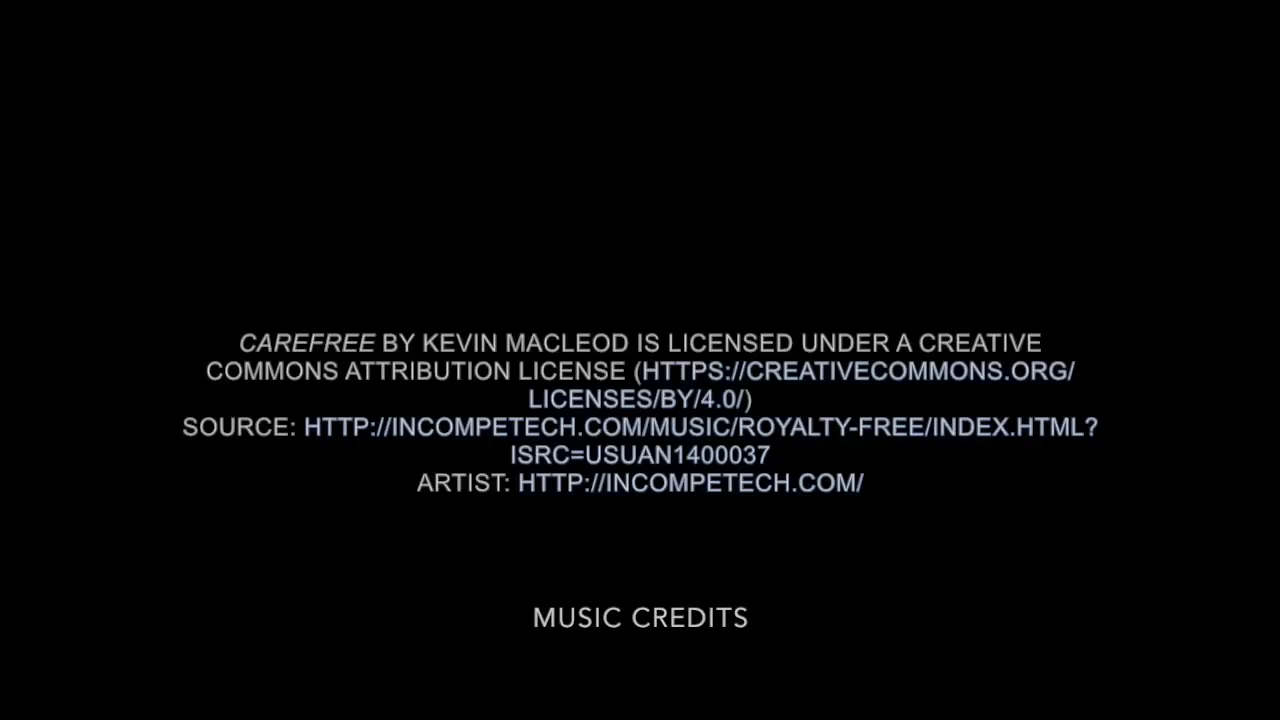 CAREFREE BY KEVIN MACLEOD IS LICENSED UNDER A CREATIVE
COMMONS ATTRIBUTION LICENSE (HTTPS://CREATIVECOMMONS.ORG/
LICENSES/BY/4.0/)
SOURCE: HTTP://INCOMPETECH.COM/MUSIC/ROYALTY-FREE/INDEX.HTML?
ISRC=USUAN1400037
ARTIST: HTTP://INCOMPETECH.COM/
MUSIC CREDITS